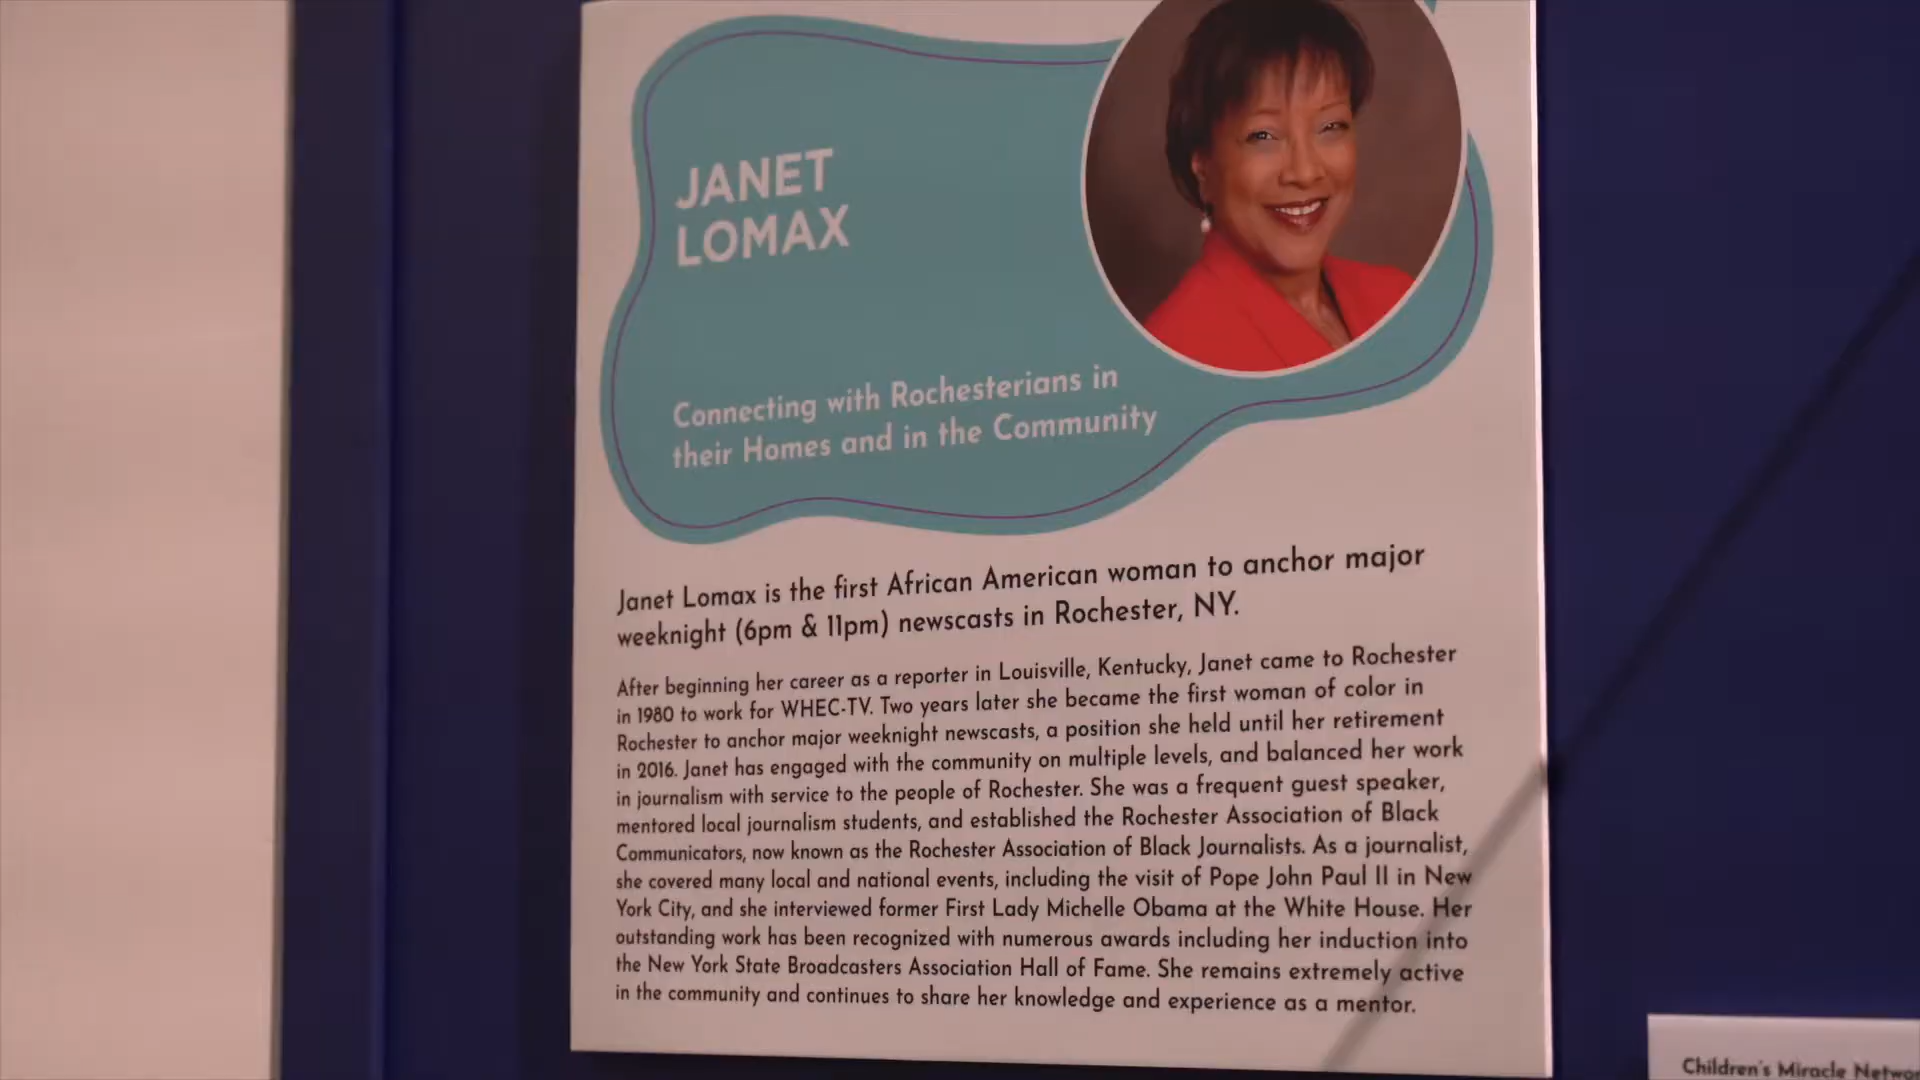 JANET
LOMAX
Connecting with Rochesterians in
their Homes and in the Community
Janet Lomax is the first African American woman to anchor major
weeknight (6pm & 11pm) newscasts in Rochester, NY.
After beginning her career as a reporter in Louisville, Kentucky, Janet came to Rochester
in 1980 to work for WHEC-TV. Two years later she became the first woman of color in
Rochester to anchor major weeknight newscasts, a position she held until her retirement
in 2016. Janet has engaged with the community on multiple levels, and balanced her work
in journalism with service to the people of Rochester. She was a frequent guest speaker,
mentored local journalism students, and established the Rochester Association of Black
Communicators, now known as the Rochester Association of Black Journalists. As a journalist,
she covered many local and national events, including the visit of Pope John Paul II in New
York City, and she interviewed former First Lady Michelle Obama at the White House. Her
outstanding work has been recognized with numerous awards including her induction into
the New York State Broadcasters Association Hall of Fame. She remains extremely active
in the community and continues to share her knowledge and experience as a mentor.
Children's Miracle